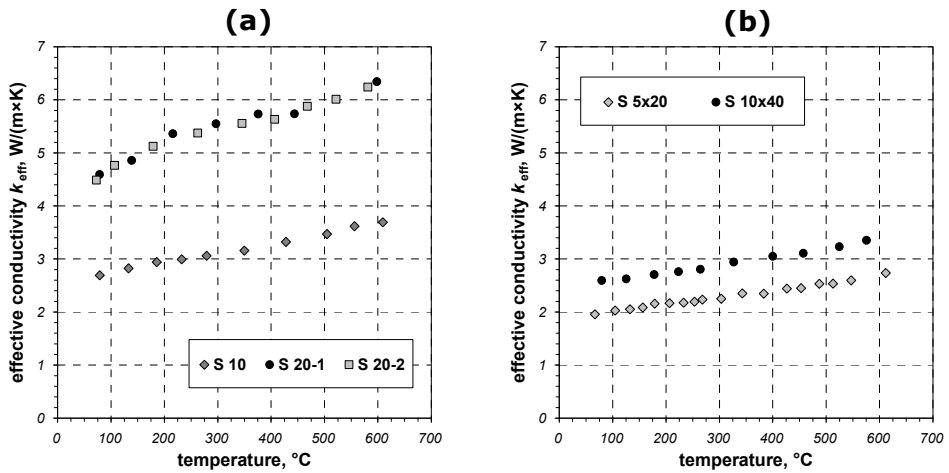 (a)
effective conductivity keff, W/(m×K)
7
6
5
4
3
2
1
0
S 10 S 20-1 S 20-2
0 100 200 300 400 500 600 700
temperature, °C
(b)
effective conductivity keff, W/(m×K)
7
6
5
4
3
2
1
0
S 5x20 S 10x40
0 100 200 300 400 500 600 700
temperature, °C